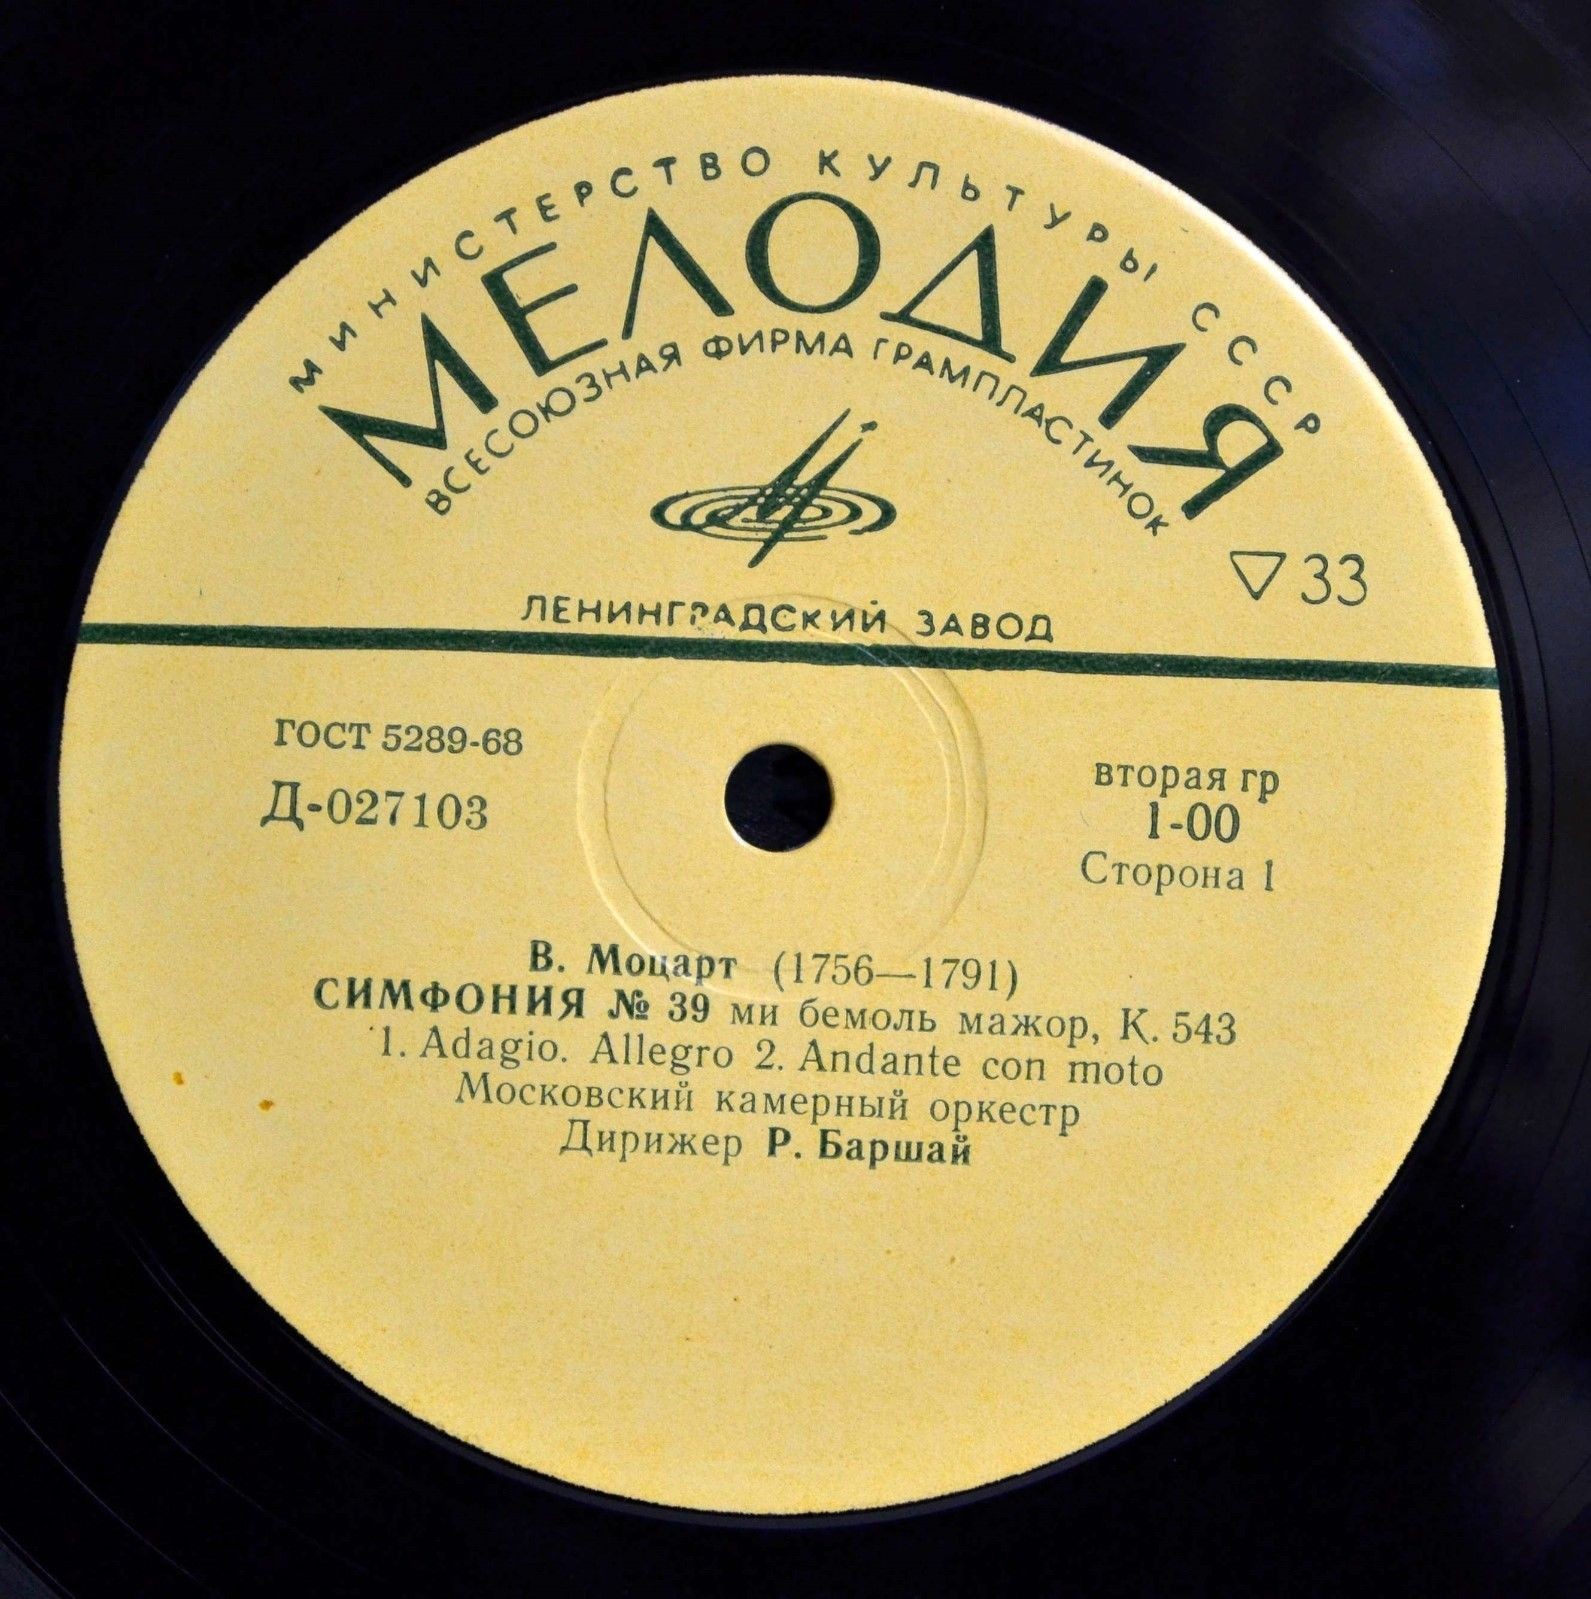 МИНИСТЕРСТВО КУЛЬТУРЫ СССР
МЕЛОДИЯ
ВСЕСОЮЗНАЯ ФИРМА ГРАМПЛАСТИНОК
33
ЛЕНИНГРАДСКИЙ ЗАВОД
ГОСТ 5289-68
Д-027103
вторая гр
1-00
Сторона 1
В. Моцарт (1756—1791)
СИМФОНИЯ № 39 ми бемоль мажор, К. 543
1. Adagio. Allegro 2. Andante con moto
Московский камерный оркестр
Дирижер Р. Баршай